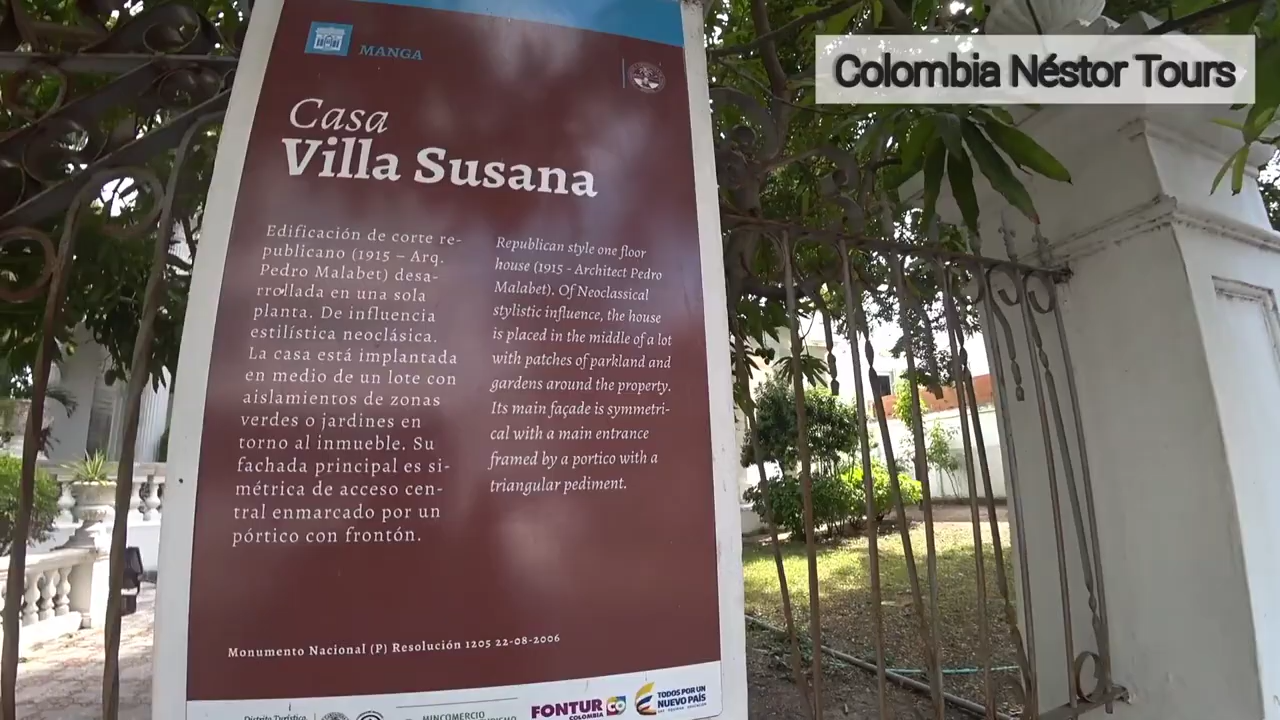 Colombia Néstor Tours
MANGA
Casa
Villa Susana
Edificación de corte re-
publicano (1915 – Arq.
Pedro Malabet) desa-
rrollada en una sola
planta. De influencia
estilística neoclásica.
La casa está implantada
en medio de un lote con
aislamientos de zonas
verdes o jardines en
torno al inmueble. Su
fachada principal es si-
métrica de acceso cen-
tral enmarcado por un
pórtico con frontón.
Republican style one floor
house (1915 - Architect Pedro
Malabet). Of Neoclassical
stylistic influence, the house
is placed in the middle of a lot
with patches of parkland and
gardens around the property.
Its main façade is symmetri-
cal with a main entrance
framed by a portico with a
triangular pediment.
Monumento Nacional (P) Resolución 1205 22-08-2006
Distrito Turístico
MINCOMERCIO
FONTUR CO
COLOMBIA
TODOS POR UN
NUEVO PAÍS
PAZ EQUIDAD EDUCACIÓN